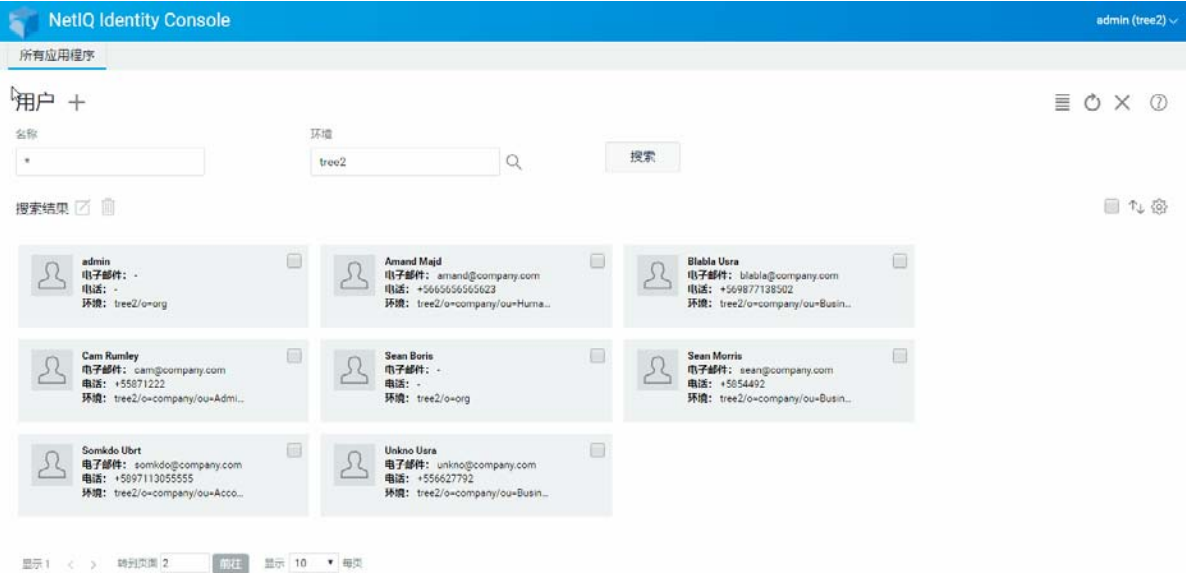 NetIQ Identity Console
admin (tree2)
所有应用程序
用户
名称
环境
*
tree2
搜索
搜索结果
admin
电子邮件： -
电话： -
环境： tree2/o=org
Amand Majd
电子邮件： amand@company.com
电话： +5665656565623
环境： tree2/o=company/ou=Huma...
Blabla Usra
电子邮件： blabla@company.com
电话： +569877138502
环境： tree2/o=company/ou=Busin...
Cam Rumley
电子邮件： cam@company.com
电话： +55871222
环境： tree2/o=company/ou=Admi...
Sean Boris
电子邮件： -
电话： -
环境： tree2/o=org
Sean Morris
电子邮件： sean@company.com
电话： +5854492
环境： tree2/o=company/ou=Busin...
Somkdo Ubrt
电子邮件： somkdo@company.com
电话： +5897113055555
环境： tree2/o=company/ou=Acco...
Unkno Usra
电子邮件： unkno@company.com
电话： +556627792
环境： tree2/o=company/ou=Busin...
显示 1 < > 转到页面 2 前往 显示 10 每页